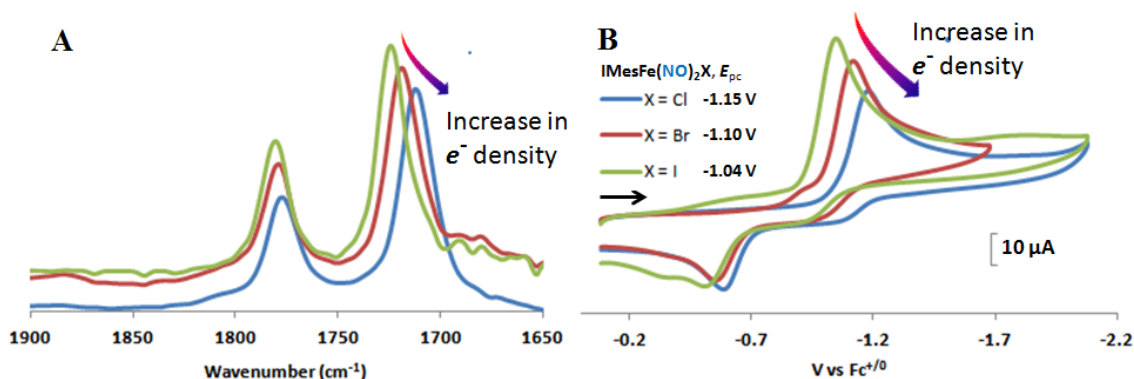 A
Increase in
e⁻ density
1900
1850
1800
1750
1700
1650
Wavenumber (cm⁻¹)
B
Increase in
e⁻ density
IMesFe(NO)₂X, Epc
X = Cl -1.15 V
X = Br -1.10 V
X = I -1.04 V
10 µA
-0.2
-0.7
-1.2
-1.7
-2.2
V vs Fc⁺/⁰